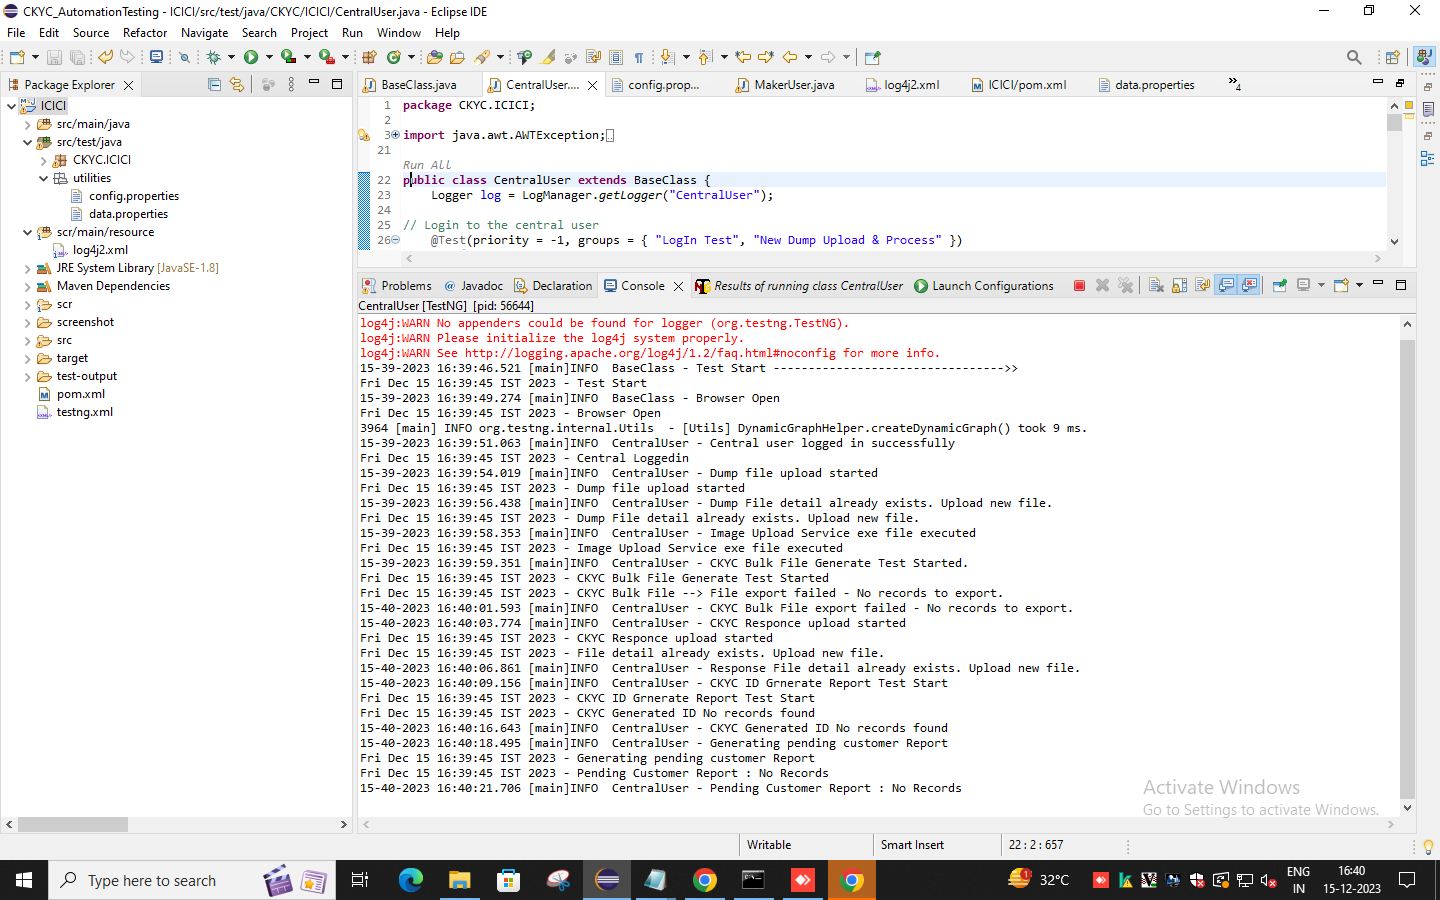 CKYC_AutomationTesting - ICICI/src/test/java/CKYC/ICICI/CentralUser.java - Eclipse IDE
File Edit Source Refactor Navigate Search Project Run Window Help
Package Explorer
ICICI
src/main/java
src/test/java
CKYC.ICICI
utilities
config.properties
data.properties
scr/main/resource
log4j2.xml
JRE System Library [JavaSE-1.8]
Maven Dependencies
scr
screenshot
src
target
test-output
pom.xml
testng.xml
BaseClass.java CentralUser.... config.prop... MakerUser.java log4j2.xml ICICI/pom.xml data.properties »4
1 package CKYC.ICICI;
2
3 import java.awt.AWTException;
21
Run All
22 public class CentralUser extends BaseClass {
23 Logger log = LogManager.getLogger("CentralUser");
24
25 // Login to the central user
26 @Test(priority = -1, groups = { "LogIn Test", "New Dump Upload & Process" })
Problems @ Javadoc Declaration Console Results of running class CentralUser Launch Configurations
CentralUser [TestNG] [pid: 56644]
log4j:WARN No appenders could be found for logger (org.testng.TestNG).
log4j:WARN Please initialize the log4j system properly.
log4j:WARN See http://logging.apache.org/log4j/1.2/faq.html#noconfig for more info.
15-39-2023 16:39:46.521 [main]INFO  BaseClass - Test Start --------------------------------->>
Fri Dec 15 16:39:45 IST 2023 - Test Start
15-39-2023 16:39:49.274 [main]INFO  BaseClass - Browser Open
Fri Dec 15 16:39:45 IST 2023 - Browser Open
3964 [main] INFO org.testng.internal.Utils  - [Utils] DynamicGraphHelper.createDynamicGraph() took 9 ms.
15-39-2023 16:39:51.063 [main]INFO  CentralUser - Central user logged in successfully
Fri Dec 15 16:39:45 IST 2023 - Central Loggedin
15-39-2023 16:39:54.019 [main]INFO  CentralUser - Dump file upload started
Fri Dec 15 16:39:45 IST 2023 - Dump file upload started
15-39-2023 16:39:56.438 [main]INFO  CentralUser - Dump File detail already exists. Upload new file.
Fri Dec 15 16:39:45 IST 2023 - Dump File detail already exists. Upload new file.
15-39-2023 16:39:58.353 [main]INFO  CentralUser - Image Upload Service exe file executed
Fri Dec 15 16:39:45 IST 2023 - Image Upload Service exe file executed
15-39-2023 16:39:59.351 [main]INFO  CentralUser - CKYC Bulk File Generate Test Started.
Fri Dec 15 16:39:45 IST 2023 - CKYC Bulk File Generate Test Started
Fri Dec 15 16:39:45 IST 2023 - CKYC Bulk File --> File export failed - No records to export.
15-40-2023 16:40:01.593 [main]INFO  CentralUser - CKYC Bulk File export failed - No records to export.
15-40-2023 16:40:03.774 [main]INFO  CentralUser - CKYC Responce upload started
Fri Dec 15 16:39:45 IST 2023 - CKYC Responce upload started
Fri Dec 15 16:39:45 IST 2023 - File detail already exists. Upload new file.
15-40-2023 16:40:06.861 [main]INFO  CentralUser - Response File detail already exists. Upload new file.
15-40-2023 16:40:09.156 [main]INFO  CentralUser - CKYC ID Grnerate Report Test Start
Fri Dec 15 16:39:45 IST 2023 - CKYC ID Grnerate Report Test Start
Fri Dec 15 16:39:45 IST 2023 - CKYC Generated ID No records found
15-40-2023 16:40:16.643 [main]INFO  CentralUser - CKYC Generated ID No records found
15-40-2023 16:40:18.495 [main]INFO  CentralUser - Generating pending customer Report
Fri Dec 15 16:39:45 IST 2023 - Generating pending customer Report
Fri Dec 15 16:39:45 IST 2023 - Pending Customer Report : No Records
15-40-2023 16:40:21.706 [main]INFO  CentralUser - Pending Customer Report : No Records
Activate Windows
Go to Settings to activate Windows.
Writable Smart Insert 22 : 2 : 657
Type here to search
32°C
ENG
IN
16:40
15-12-2023